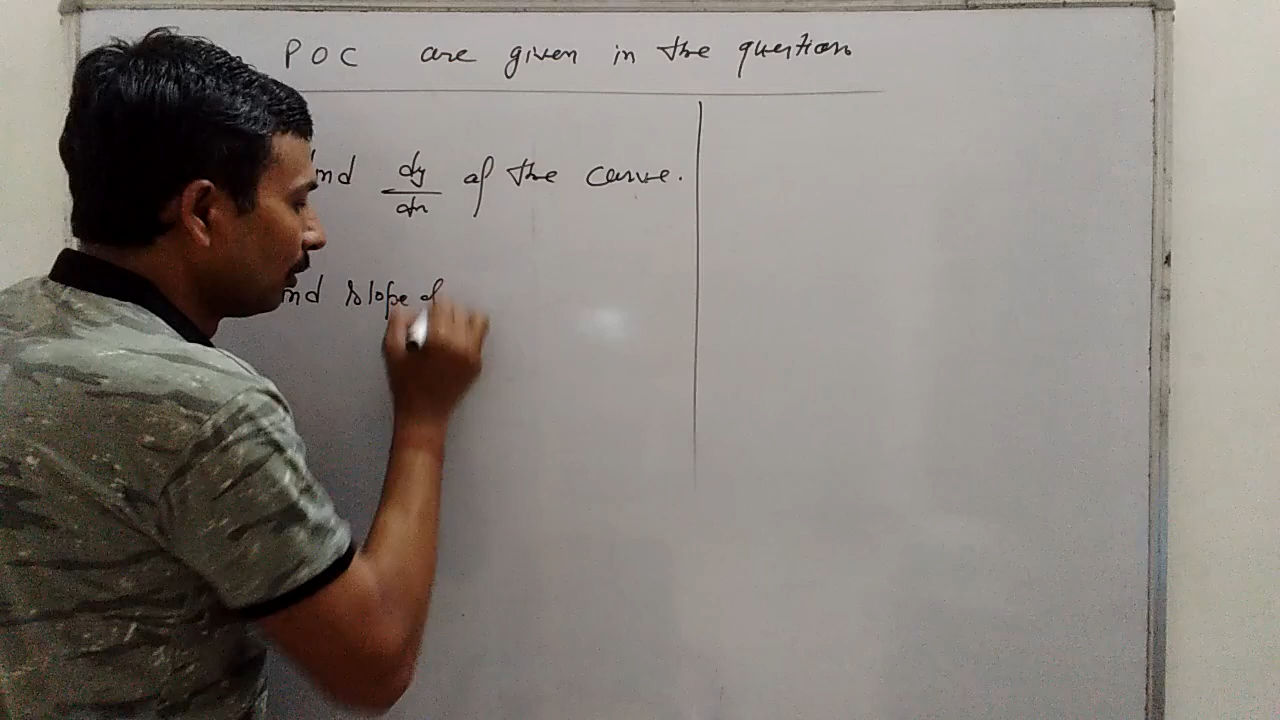 POC are given in the question
nd dy/dx of the curve.
nd slope of